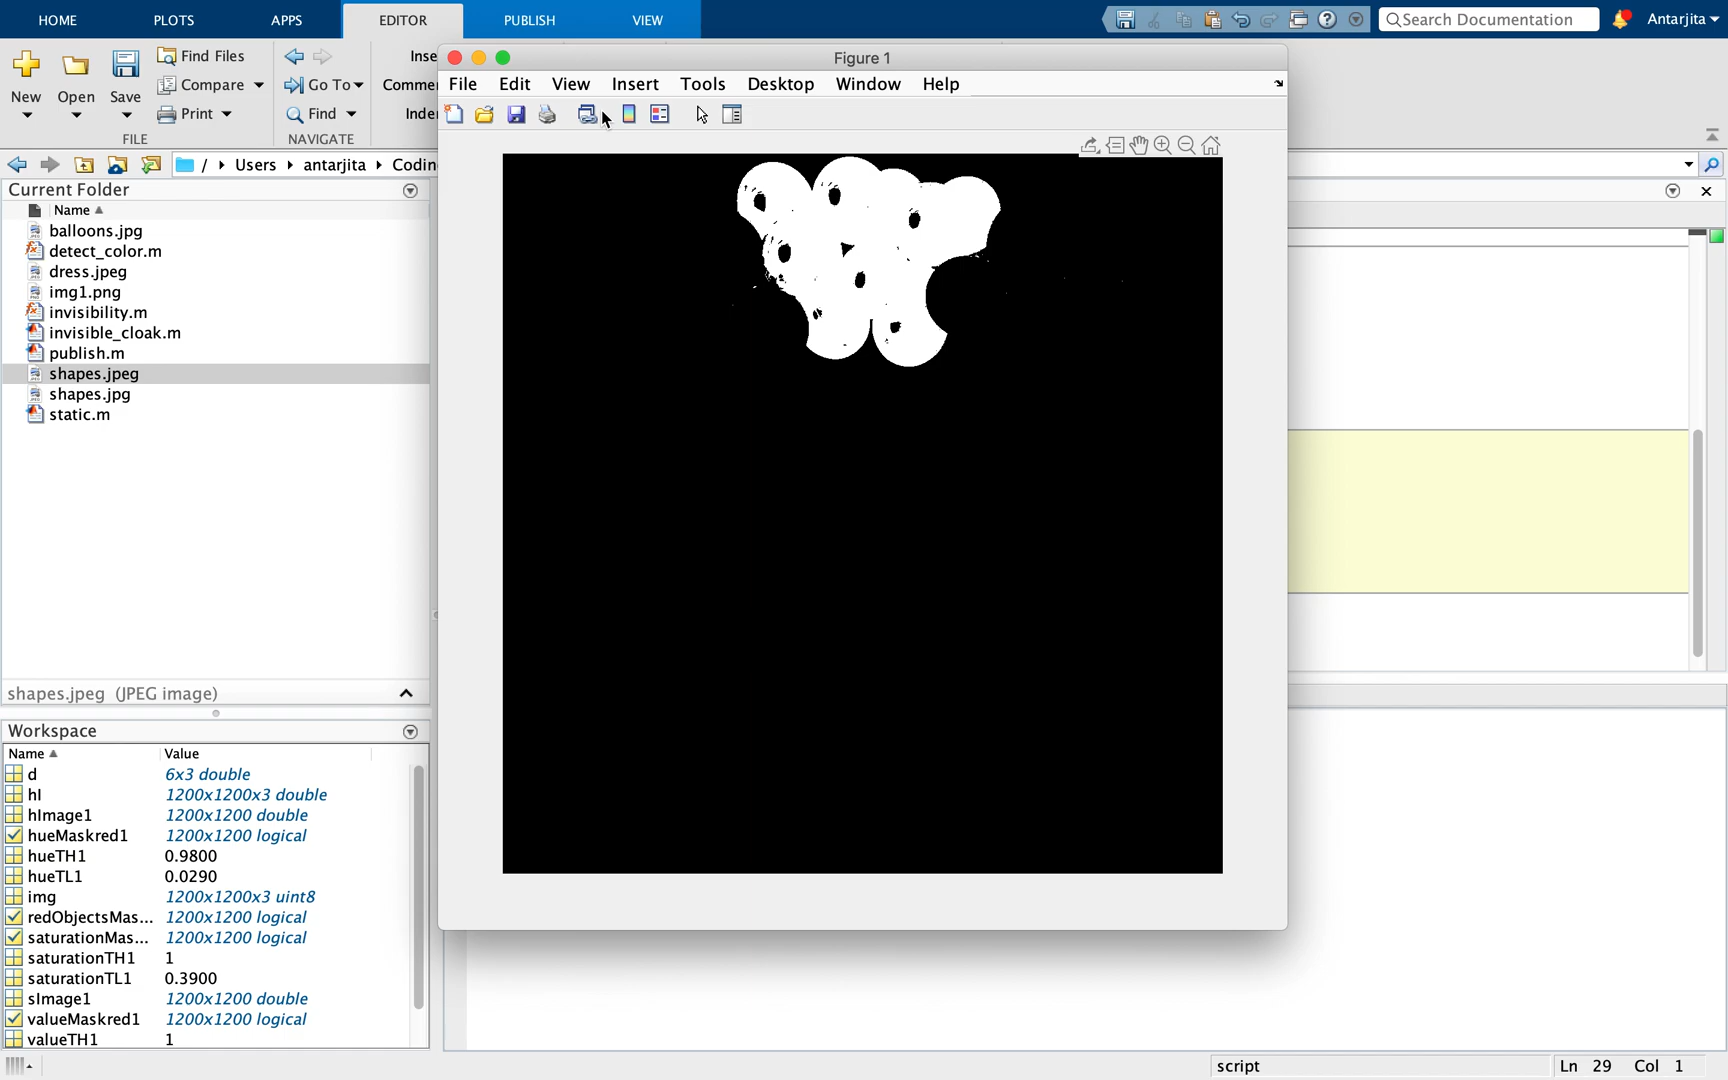 HOME PLOTS APPS EDITOR PUBLISH VIEW Search Documentation Antarjita
Figure 1
Find Files Inse
File Edit View Insert Tools Desktop Window Help
Compare Go To Comme
New Open Save Print Find Inde
FILE NAVIGATE
/ Users antarjita Codin
Current Folder
Name
balloons.jpg
detect_color.m
dress.jpeg
img1.png
invisibility.m
invisible_cloak.m
publish.m
shapes.jpeg
shapes.jpg
static.m
shapes.jpeg (JPEG image)
Workspace
Name Value
d 6x3 double
hI 1200x1200x3 double
hImage1 1200x1200 double
hueMaskred1 1200x1200 logical
hueTH1 0.9800
hueTL1 0.0290
img 1200x1200x3 uint8
redObjectsMas... 1200x1200 logical
saturationMas... 1200x1200 logical
saturationTH1 1
saturationTL1 0.3900
sImage1 1200x1200 double
valueMaskred1 1200x1200 logical
valueTH1 1
script Ln 29 Col 1